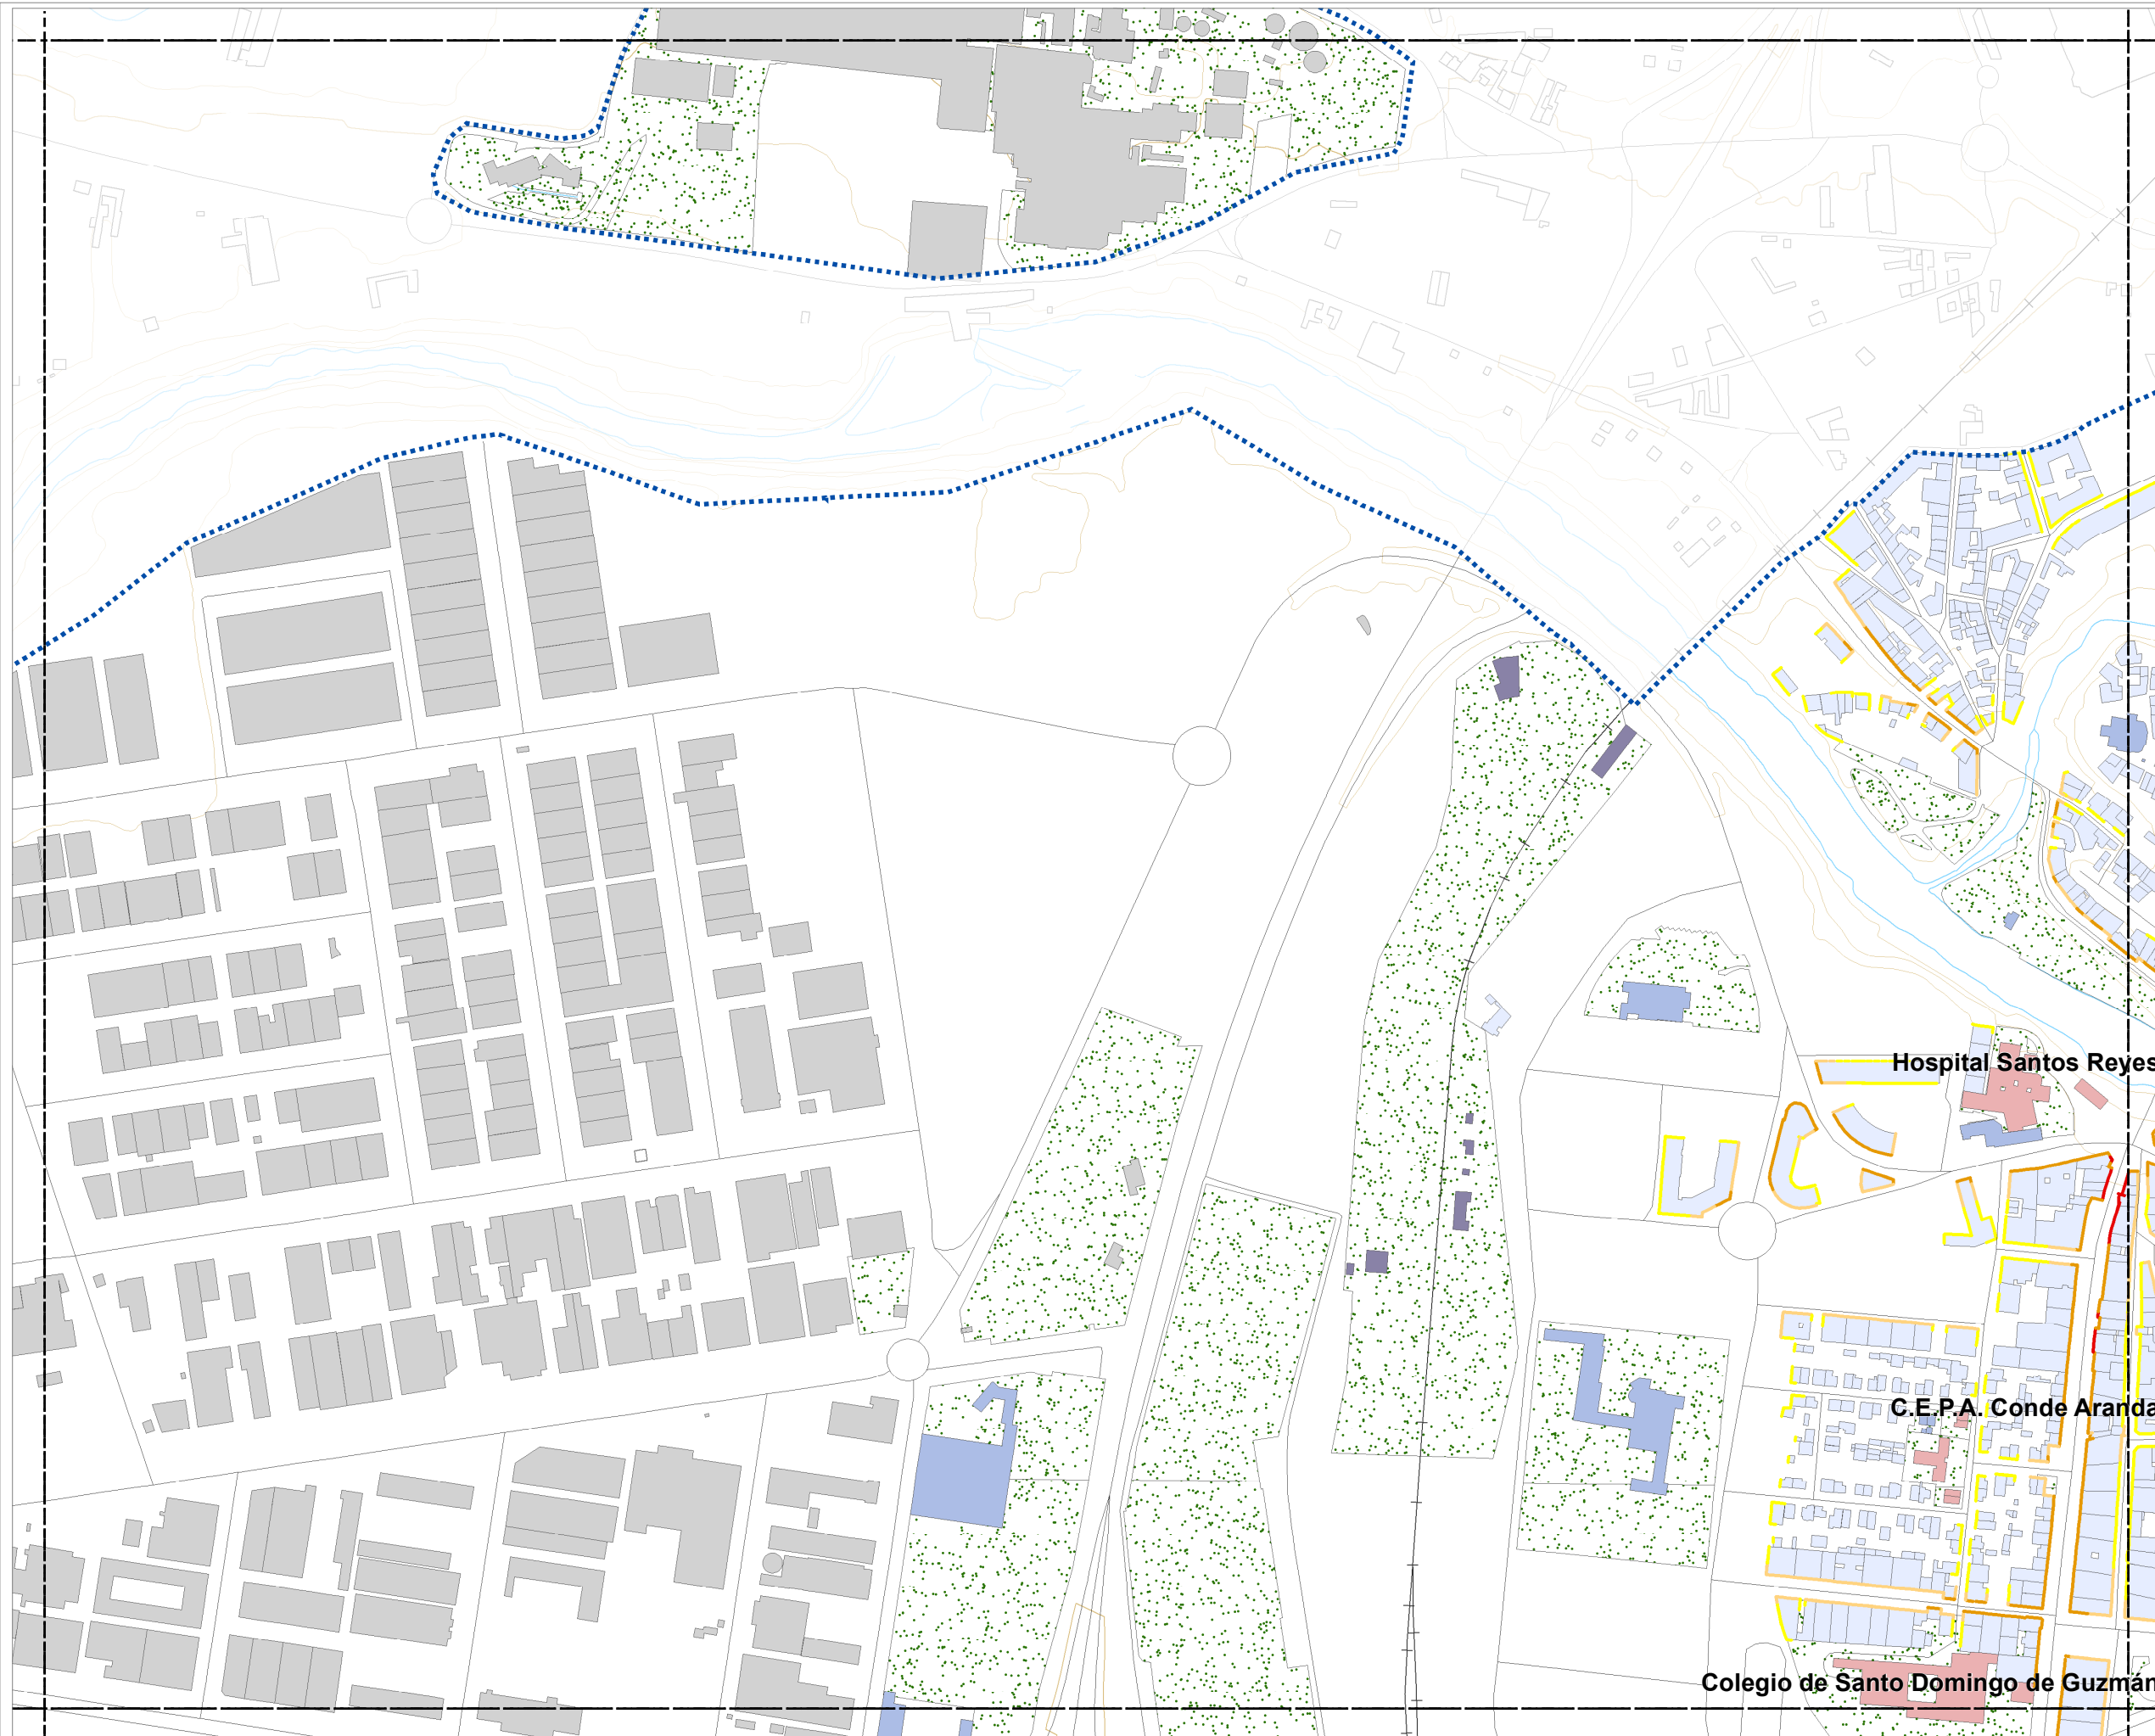 Hospital Santos Reyes
C.E.P.A. Conde Aranda
Colegio de Santo Domingo de Guzmán